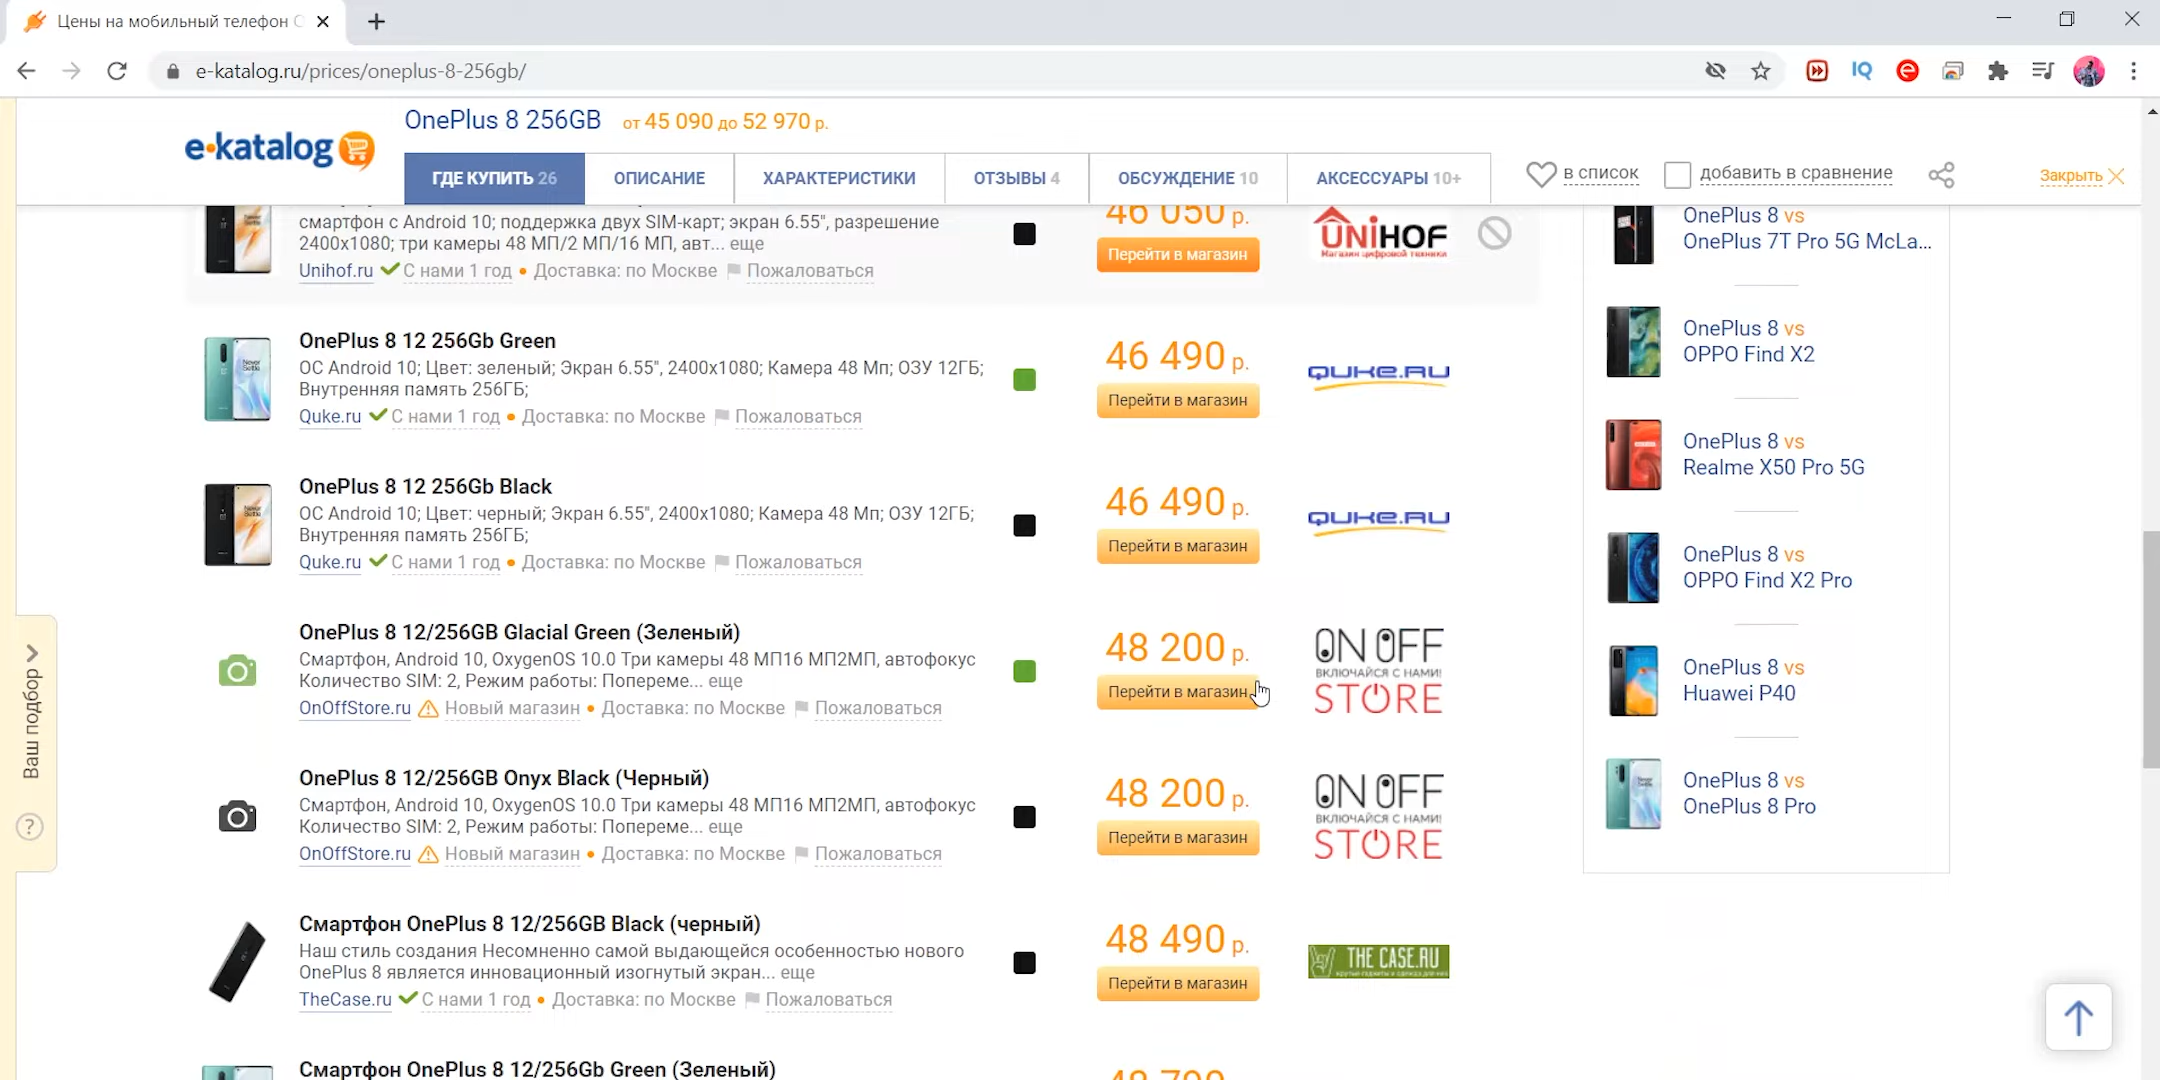 Цены на мобильный телефон О
e-katalog.ru/prices/oneplus-8-256gb/
e-katalog
OnePlus 8 256GB от 45 090 до 52 970 р.
ГДЕ КУПИТЬ 26
ОПИСАНИЕ
ХАРАКТЕРИСТИКИ
ОТЗЫВЫ 4
ОБСУЖДЕНИЕ 10
АКСЕССУАРЫ 10+
в список
добавить в сравнение
Закрыть
смартфон с Android 10; поддержка двух SIM-карт; экран 6.55", разрешение
2400x1080; три камеры 48 МП/2 МП/16 МП, авт... еще
Unihof.ru С нами 1 год • Доставка: по Москве Пожаловаться
46 050 р.
Перейти в магазин
UNIHOF
Магазин цифровой техники
OnePlus 8 12 256Gb Green
ОС Android 10; Цвет: зеленый; Экран 6.55", 2400x1080; Камера 48 Мп; ОЗУ 12ГБ;
Внутренняя память 256ГБ;
Quke.ru С нами 1 год • Доставка: по Москве Пожаловаться
46 490 р.
Перейти в магазин
QUKE.RU
OnePlus 8 12 256Gb Black
ОС Android 10; Цвет: черный; Экран 6.55", 2400x1080; Камера 48 Мп; ОЗУ 12ГБ;
Внутренняя память 256ГБ;
Quke.ru С нами 1 год • Доставка: по Москве Пожаловаться
46 490 р.
Перейти в магазин
QUKE.RU
OnePlus 8 12/256GB Glacial Green (Зеленый)
Смартфон, Android 10, OxygenOS 10.0 Три камеры 48 МП16 МП2МП, автофокус
Количество SIM: 2, Режим работы: Попереме... еще
OnOffStore.ru Новый магазин • Доставка: по Москве Пожаловаться
48 200 р.
Перейти в магазин
ON OFF
ВКЛЮЧАЙСЯ С НАМИ!
STORE
OnePlus 8 12/256GB Onyx Black (Черный)
Смартфон, Android 10, OxygenOS 10.0 Три камеры 48 МП16 МП2МП, автофокус
Количество SIM: 2, Режим работы: Попереме... еще
OnOffStore.ru Новый магазин • Доставка: по Москве Пожаловаться
48 200 р.
Перейти в магазин
ON OFF
ВКЛЮЧАЙСЯ С НАМИ!
STORE
Смартфон OnePlus 8 12/256GB Black (черный)
Наш стиль создания Несомненно самой выдающейся особенностью нового
OnePlus 8 является инновационный изогнутый экран... еще
TheCase.ru С нами 1 год • Доставка: по Москве Пожаловаться
48 490 р.
Перейти в магазин
THE CASE.RU
Смартфон OnePlus 8 12/256Gb Green (Зеленый)
48 790
OnePlus 8 vs
OnePlus 7T Pro 5G McLa...
OnePlus 8 vs
OPPO Find X2
OnePlus 8 vs
Realme X50 Pro 5G
OnePlus 8 vs
OPPO Find X2 Pro
OnePlus 8 vs
Huawei P40
OnePlus 8 vs
OnePlus 8 Pro
Ваш подбор
?